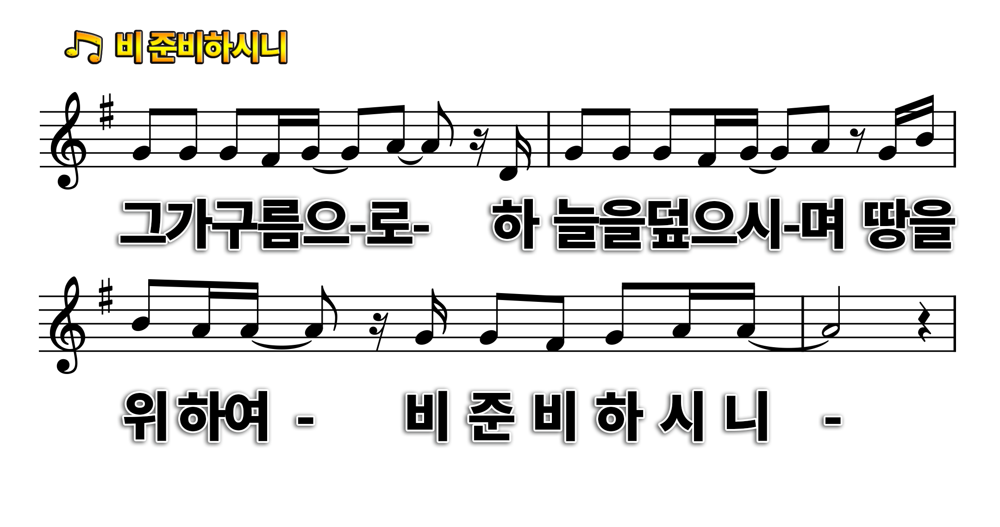 비 준비하시니
그가구름으-로- 하 늘을덮으시-며 땅을
위하여 - 비 준 비 하 시 니 -